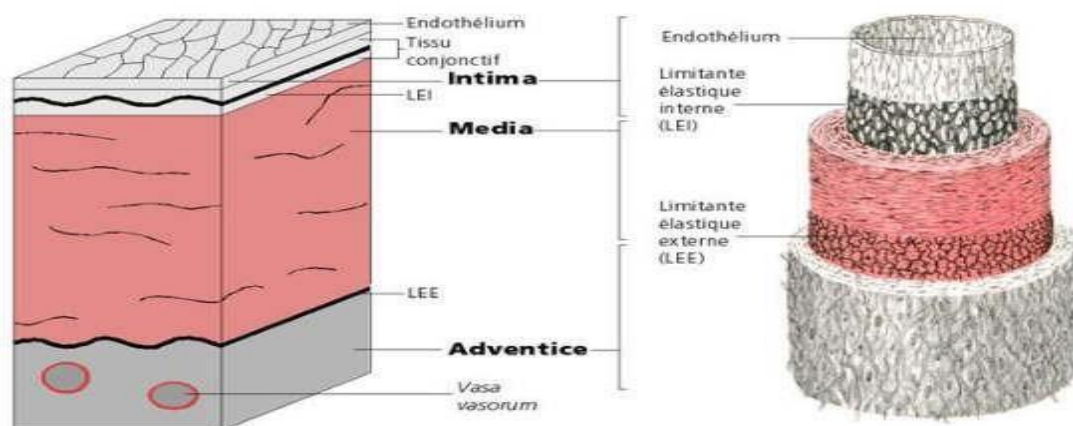 Endothélium
Tissu
conjonctif
Intima
LEI
Media
LEE
Adventice
Vasa
vasorum
Endothélium
Limitante
élastique
interne
(LEI)
Limitante
élastique
externe
(LEE)